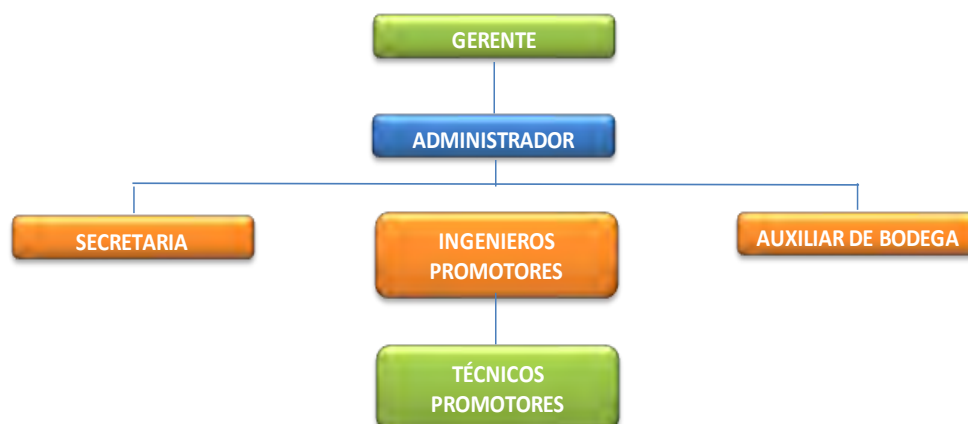 GERENTE
ADMINISTRADOR
SECRETARIA
INGENIEROS
PROMOTORES
AUXILIAR DE BODEGA
TÉCNICOS
PROMOTORES